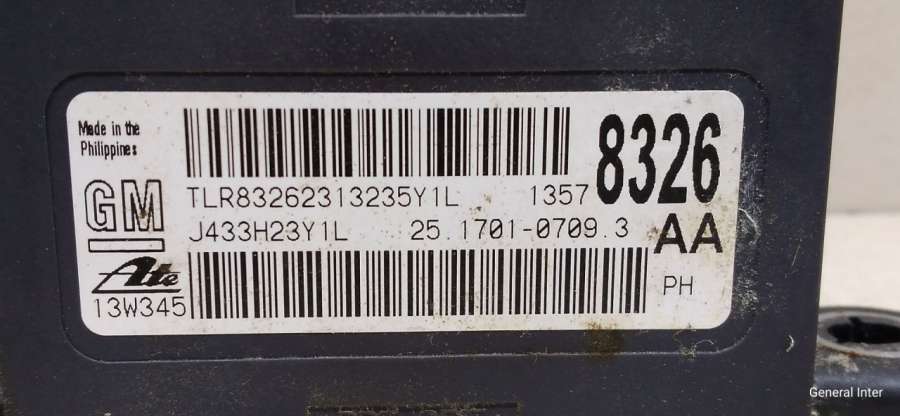 Made in the
Philippines
GM
Ate
13W345
TLR83262313235Y1L 1357
J433H23Y1L 25.1701-0709.3
8326
AA
PH
General Inter